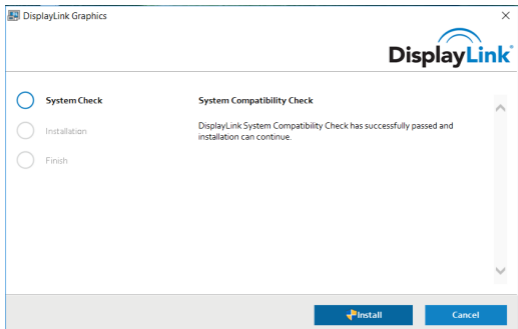 DisplayLink Graphics
DisplayLink
System Check
Installation
Finish
System Compatibility Check
DisplayLink System Compatibility Check has successfully passed and
installation can continue.
Install
Cancel